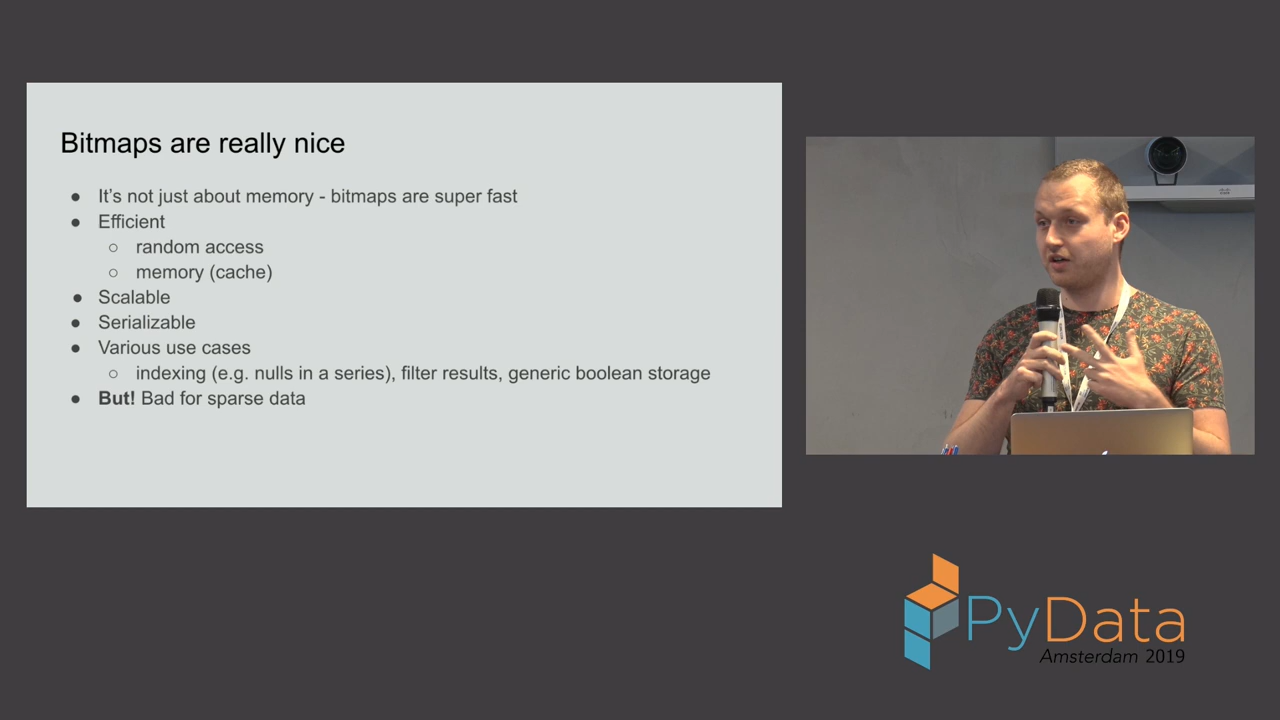 Bitmaps are really nice
● It's not just about memory - bitmaps are super fast
● Efficient
○ random access
○ memory (cache)
● Scalable
● Serializable
● Various use cases
○ indexing (e.g. nulls in a series), filter results, generic boolean storage
● But! Bad for sparse data
PyData
Amsterdam 2019